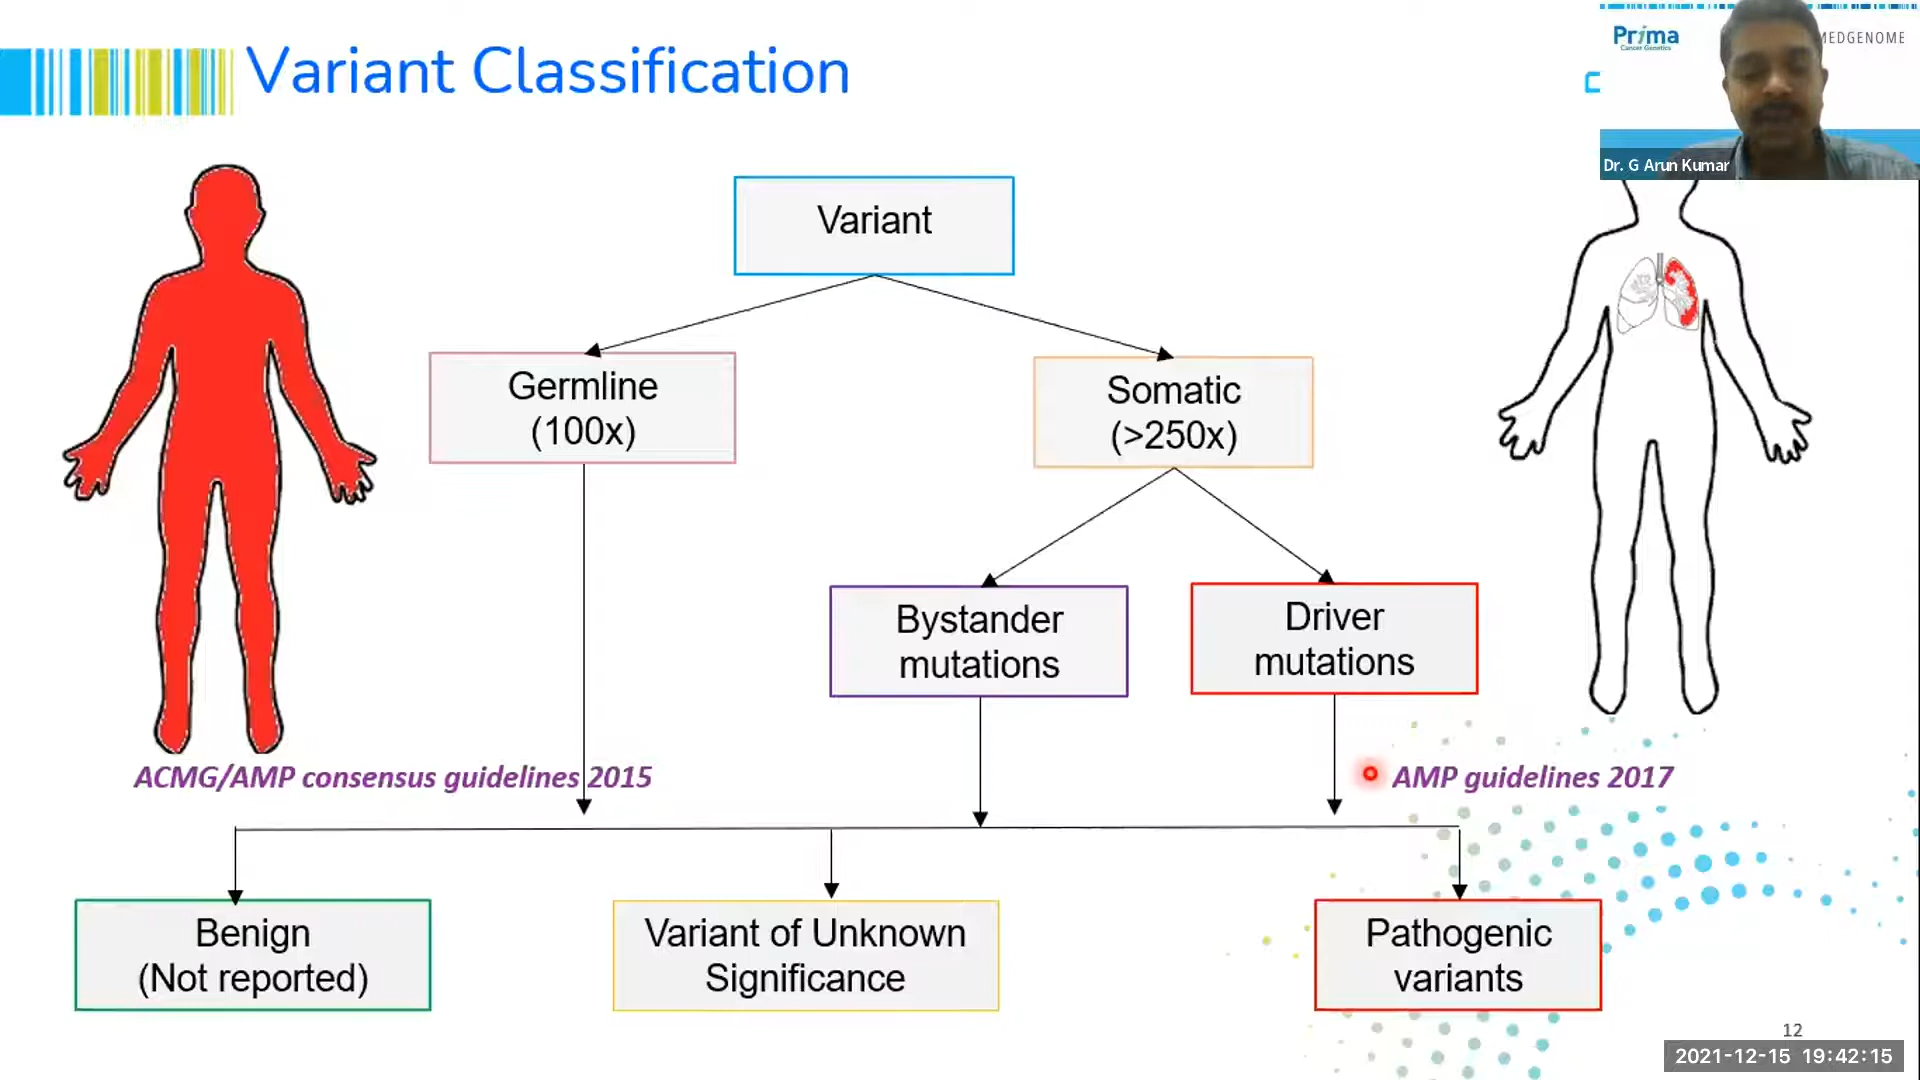 Variant Classification
Prima
Cancer Genetics
MEDGENOME
Dr. G Arun Kumar
Variant
Germline
(100x)
Somatic
(>250x)
Bystander
mutations
Driver
mutations
ACMG/AMP consensus guidelines 2015
AMP guidelines 2017
Benign
(Not reported)
Variant of Unknown
Significance
Pathogenic
variants
12
2021-12-15 19:42:15